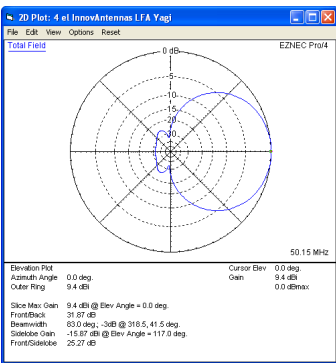 2D Plot: 4 el InnovAntennas LFA Yagi
File Edit View Options Reset
Total Field
EZNEC Pro/4
0 dB
-5
-10
-15
-20
-30
50.15 MHz
Elevation Plot
Azimuth Angle 0.0 deg.
Outer Ring 9.4 dBi
Cursor Elev 0.0 deg.
Gain 9.4 dBi
0.0 dBmax
Slice Max Gain 9.4 dBi @ Elev Angle = 0.0 deg.
Front/Back 31.87 dB
Beamwidth 83.0 deg.; -3dB @ 318.5, 41.5 deg.
Sidelobe Gain -15.87 dBi @ Elev Angle = 117.0 deg.
Front/Sidelobe 25.27 dB